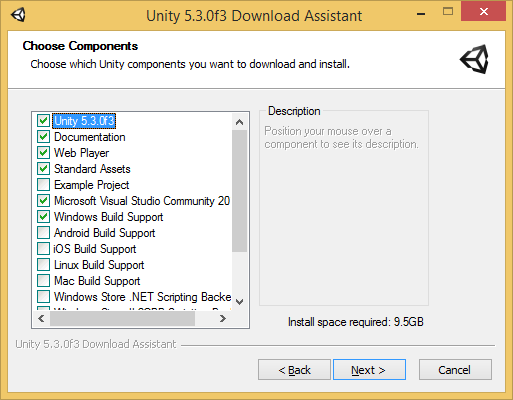 Unity 5.3.0f3 Download Assistant
Choose Components
Choose which Unity components you want to download and install.
Unity 5.3.0f3
Documentation
Web Player
Standard Assets
Example Project
Microsoft Visual Studio Community 20
Windows Build Support
Android Build Support
iOS Build Support
Linux Build Support
Mac Build Support
Windows Store .NET Scripting Backe
Description
Position your mouse over a
component to see its description.
Install space required: 9.5GB
Unity 5.3.0f3 Download Assistant
< Back
Next >
Cancel